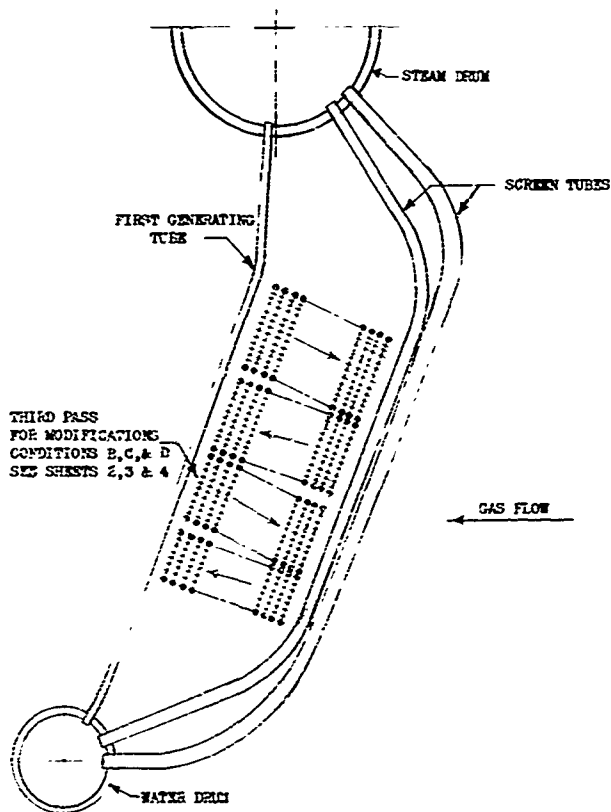 STEAM DRUM
SCREEN TUBES
FIRST GENERATING
TUBE
THIRD PASS
FOR MODIFICATIONS
CONDITIONS B,C,& D
SEE SHEETS 2,3 & 4
GAS FLOW
WATER DRUM